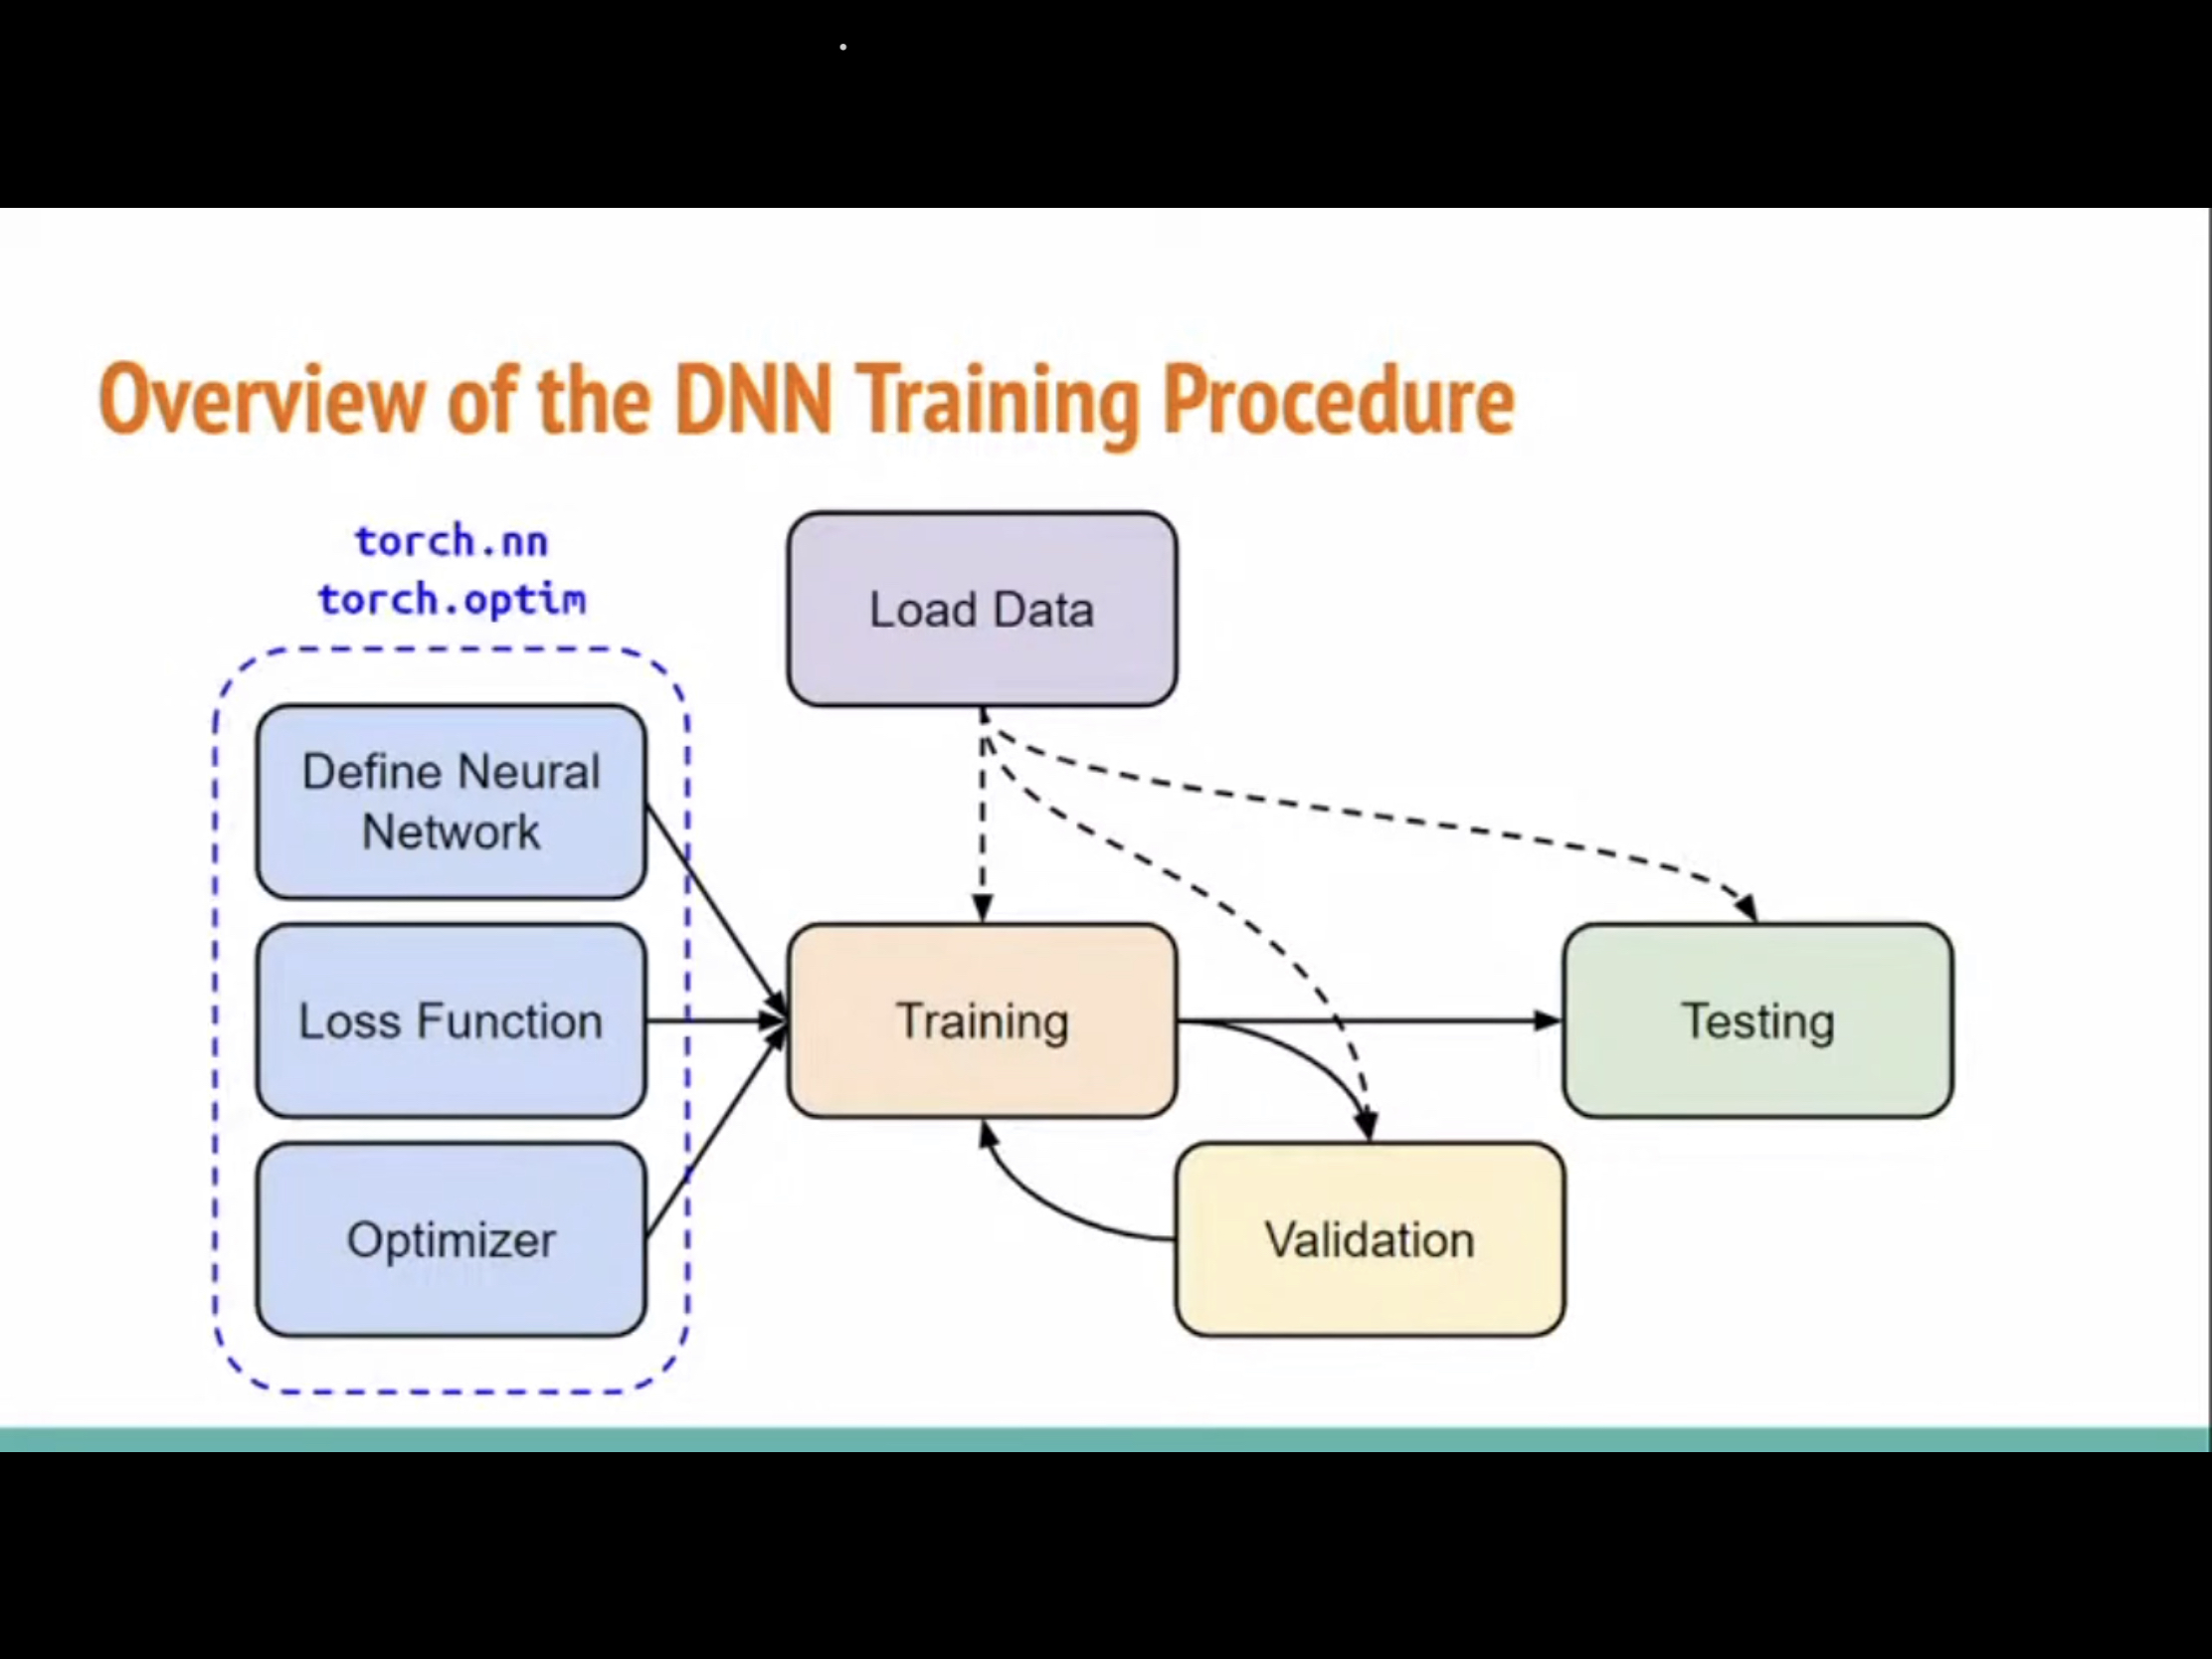 Overview of the DNN Training Procedure
torch.nn
torch.optim
Load Data
Define Neural
Network
Loss Function
Training
Testing
Optimizer
Validation